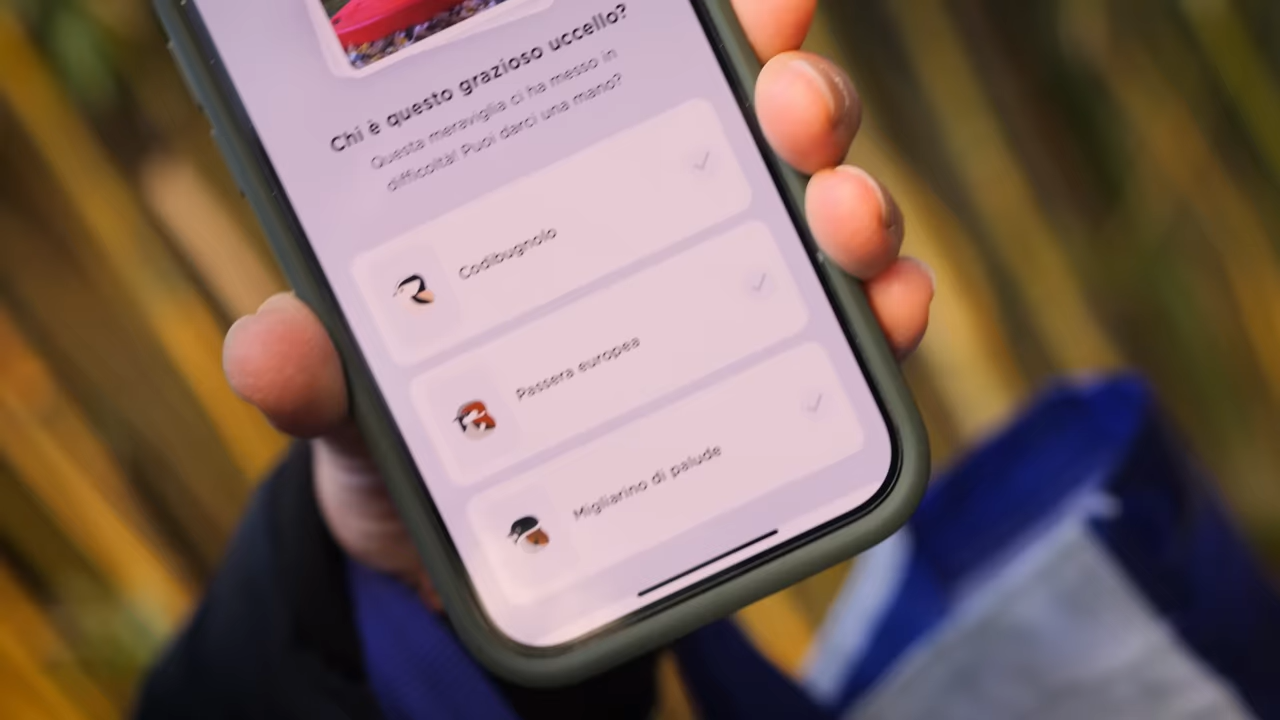 Chi è questo grazioso uccello?
Questa meraviglia ci ha messo in
difficoltà! Puoi darci una mano?
Codibugnolo
Passera europea
Migliarino di palude